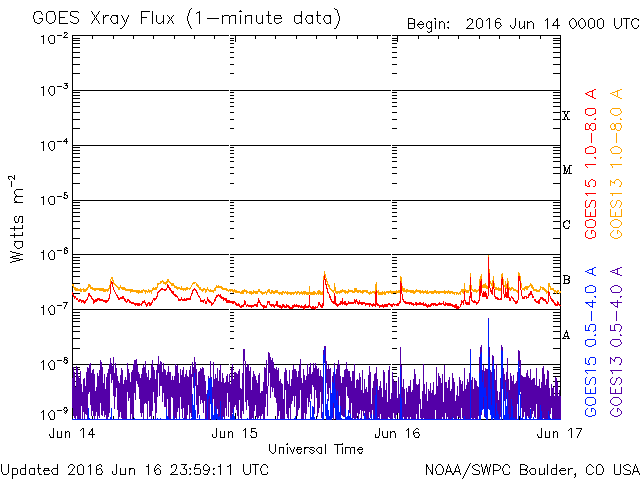 GOES Xray Flux (1-minute data)
Begin: 2016 Jun 14 0000 UTC
10-2
10-3
10-4
10-5
10-6
10-7
10-8
10-9
Watts m-2
X
M
C
B
A
GOES15 1.0-8.0 A
GOES13 1.0-8.0 A
GOES15 0.5-4.0 A
GOES13 0.5-4.0 A
Jun 14 Jun 15 Jun 16 Jun 17
Universal Time
Updated 2016 Jun 16 23:59:11 UTC
NOAA/SWPC Boulder, CO USA